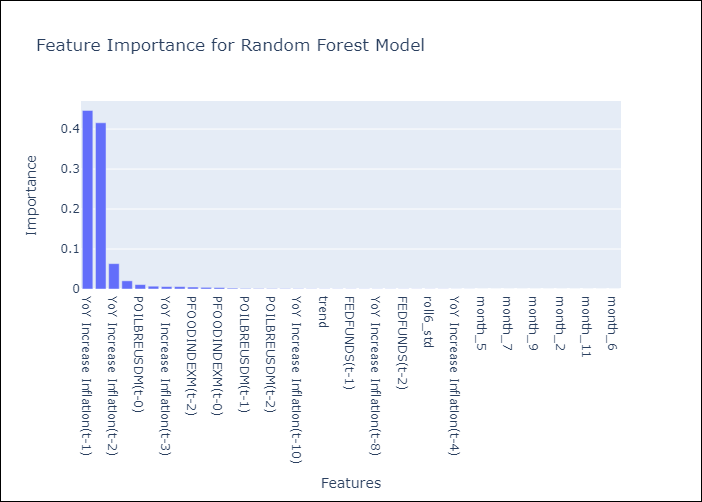 Feature Importance for Random Forest Model
Importance
0.4
0.3
0.2
0.1
0
YoY Increase Inflation(t-1)
YoY Increase Inflation(t-2)
POILBREUSDM(t-0)
YoY Increase Inflation(t-3)
PFOODINDEXM(t-2)
PFOODINDEXM(t-0)
POILBREUSDM(t-1)
POILBREUSDM(t-2)
YoY Increase Inflation(t-10)
trend
FEDFUNDS(t-1)
YoY Increase Inflation(t-8)
FEDFUNDS(t-2)
roll6_std
YoY Increase Inflation(t-4)
month_5
month_7
month_9
month_2
month_11
month_6
Features